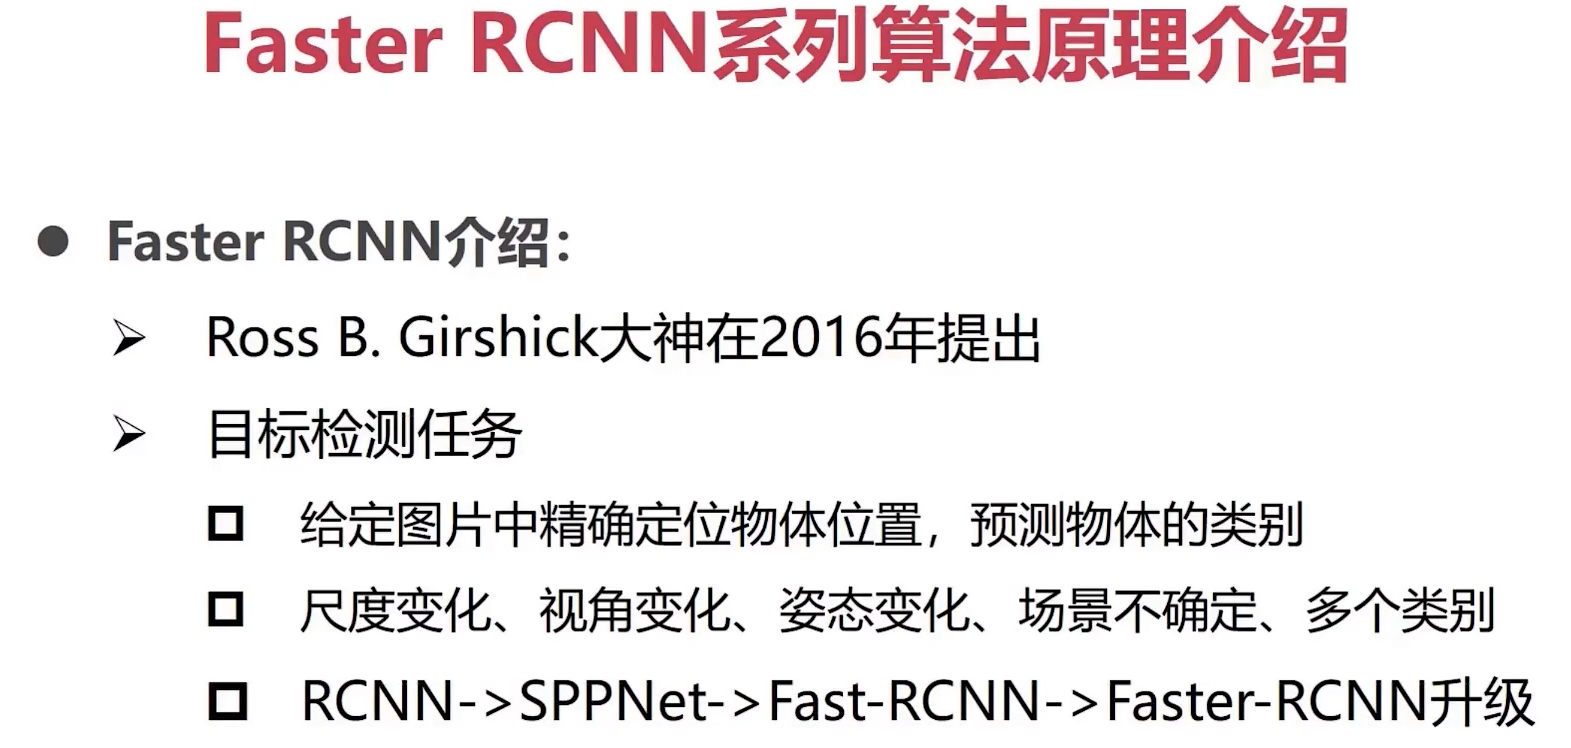 Faster RCNN系列算法原理介绍
Faster RCNN介绍：
Ross B. Girshick大神在2016年提出
目标检测任务
给定图片中精确定位物体位置，预测物体的类别
尺度变化、视角变化、姿态变化、场景不确定、多个类别
RCNN->SPPNet->Fast-RCNN->Faster-RCNN升级